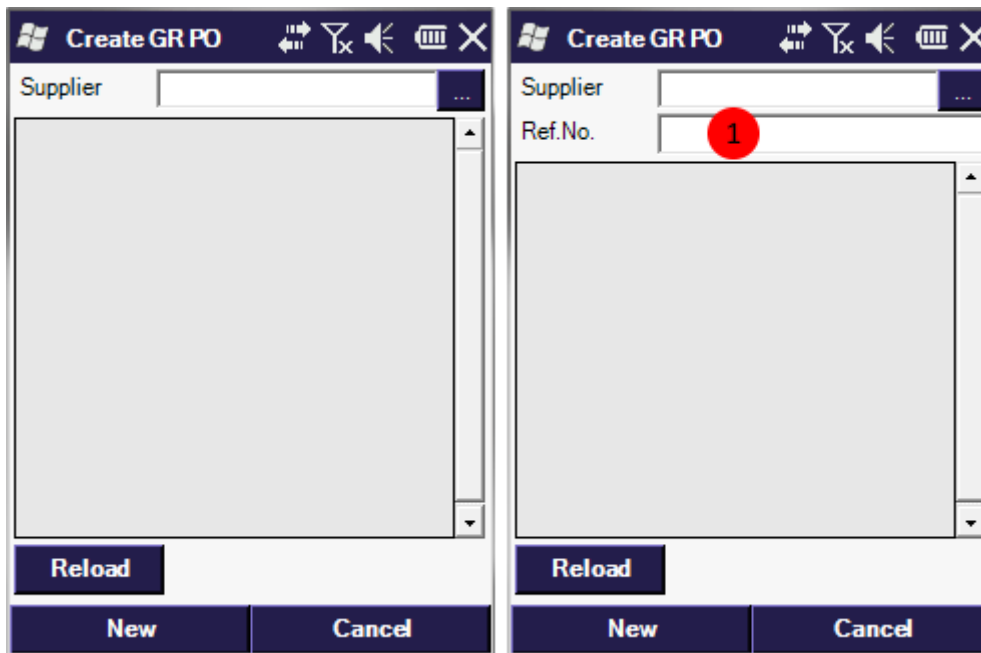 Create GR PO
Supplier
...
Reload
New Cancel
Create GR PO
Supplier
...
Ref.No.
1
Reload
New Cancel